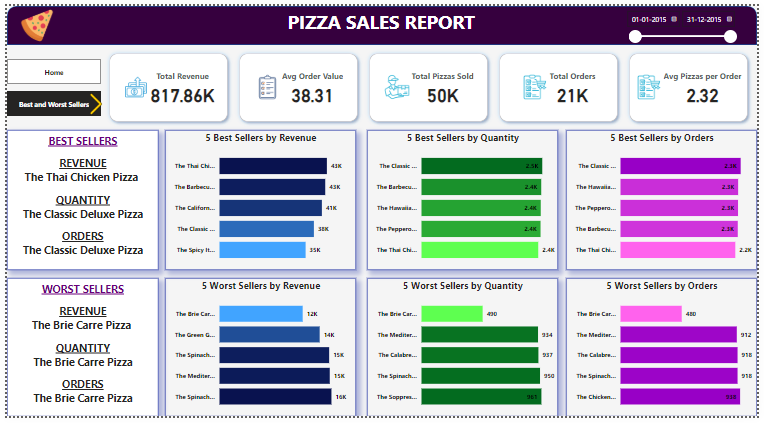 PIZZA SALES REPORT
01-01-2015
31-12-2015
Home
Best and Worst Sellers
Total Revenue
817.86K
Avg Order Value
38.31
Total Pizzas Sold
50K
Total Orders
21K
Avg Pizzas per Order
2.32
BEST SELLERS
REVENUE
The Thai Chicken Pizza
QUANTITY
The Classic Deluxe Pizza
ORDERS
The Classic Deluxe Pizza
5 Best Sellers by Revenue
The Thai Chi... 43K
The Barbecu... 43K
The Californ... 41K
The Classic ... 38K
The Spicy It... 35K
5 Best Sellers by Quantity
The Classic ... 2.5K
The Barbecu... 2.4K
The Hawaiia... 2.4K
The Peppero... 2.4K
The Thai Chi... 2.4K
5 Best Sellers by Orders
The Classic ...
The Hawaiia... 2.3K
The Peppero... 2.3K
The Barbecu... 2.3K
The Thai Chi... 2.2K
WORST SELLERS
REVENUE
The Brie Carre Pizza
QUANTITY
The Brie Carre Pizza
ORDERS
The Brie Carre Pizza
5 Worst Sellers by Revenue
The Brie Car... 12K
The Green G... 14K
The Spinach... 15K
The Mediter... 15K
The Spinach... 16K
5 Worst Sellers by Quantity
The Brie Car... 490
The Mediter... 934
The Calabre... 937
The Spinach... 950
The Soppres... 961
5 Worst Sellers by Orders
The Brie Car... 480
The Mediter... 912
The Calabre... 918
The Spinach... 918
The Chicken...